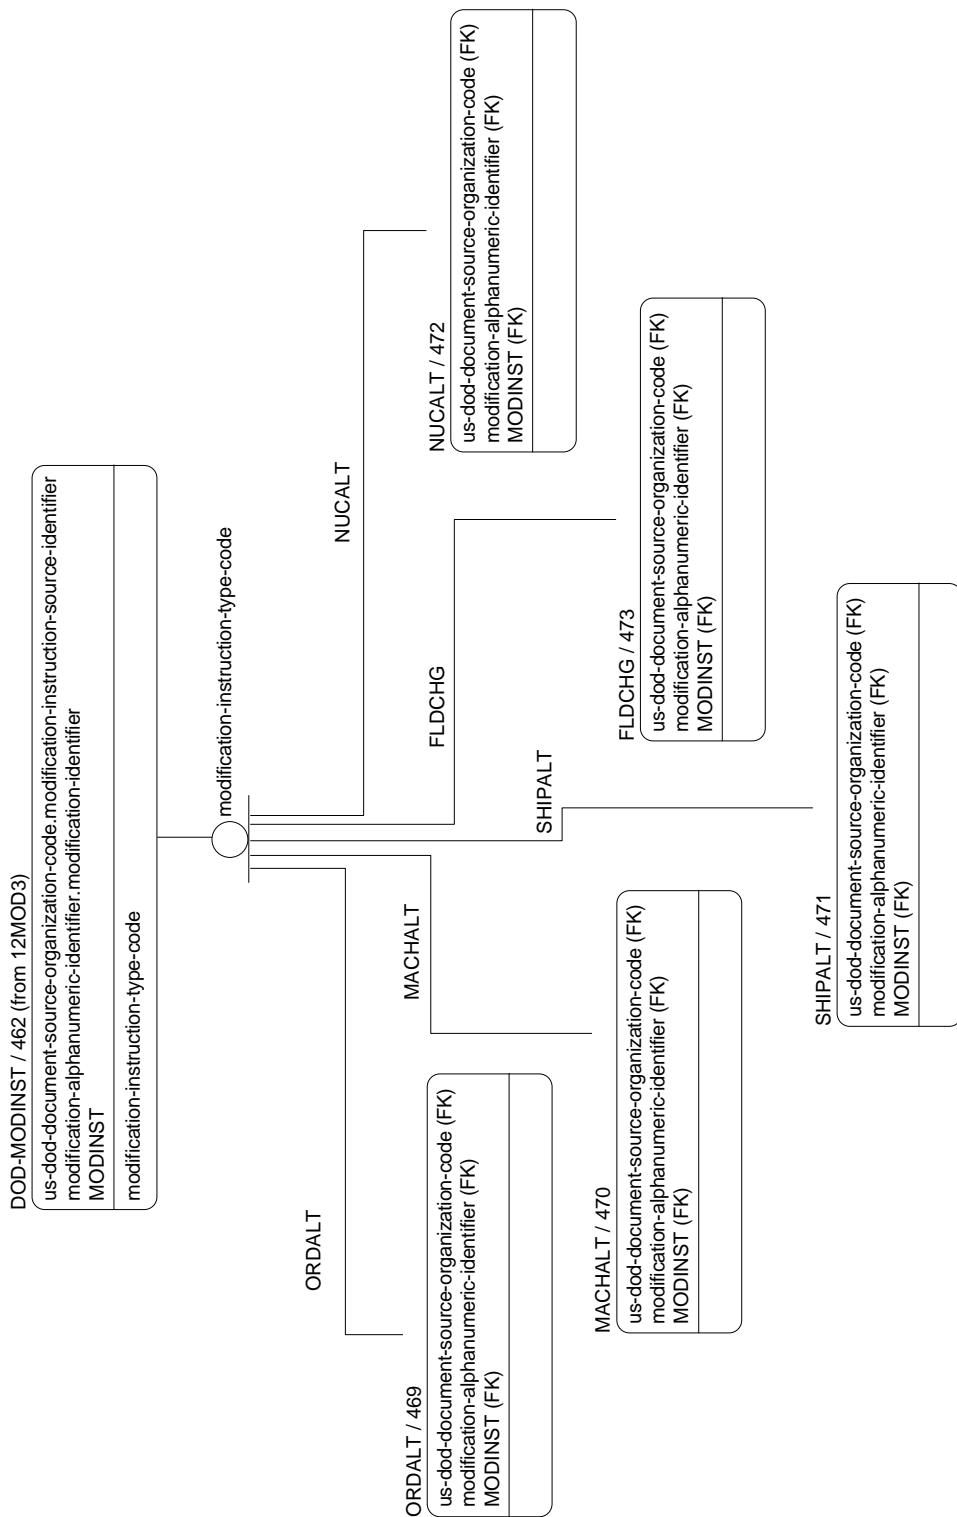 DOD-MODINST / 462 (from 12MOD3)
us-dod-document-source-organization-code.modification-instruction-source-identifier
modification-alphanumeric-identifier.modification-identifier
MODINST
modification-instruction-type-code
modification-instruction-type-code
ORDALT
MACHALT
SHIPALT
FLDCHG
NUCALT
ORDALT / 469
us-dod-document-source-organization-code (FK)
modification-alphanumeric-identifier (FK)
MODINST (FK)
MACHALT / 470
us-dod-document-source-organization-code (FK)
modification-alphanumeric-identifier (FK)
MODINST (FK)
SHIPALT / 471
us-dod-document-source-organization-code (FK)
modification-alphanumeric-identifier (FK)
MODINST (FK)
FLDCHG / 473
us-dod-document-source-organization-code (FK)
modification-alphanumeric-identifier (FK)
MODINST (FK)
NUCALT / 472
us-dod-document-source-organization-code (FK)
modification-alphanumeric-identifier (FK)
MODINST (FK)